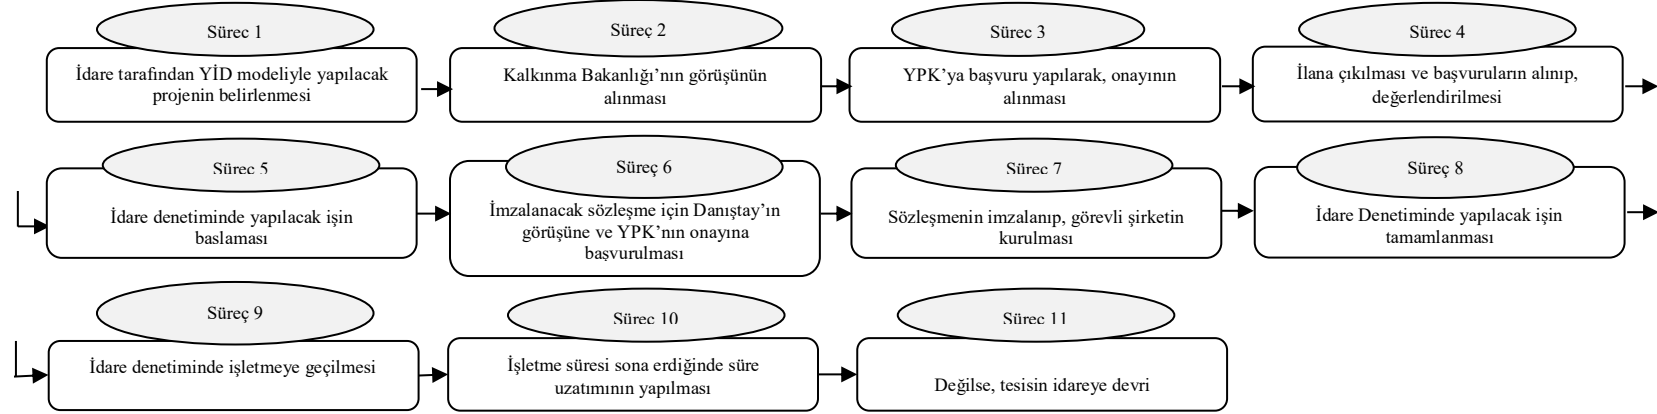 Süreç 1
İdare tarafından YİD modeliyle yapılacak
projenin belirlenmesi
Süreç 2
Kalkınma Bakanlığı’nın görüşünün
alınması
Süreç 3
YPK’ya başvuru yapılarak, onayının
alınması
Süreç 4
İlana çıkılması ve başvuruların alınıp,
değerlendirilmesi
Süreç 5
İdare denetiminde yapılacak işin
başlaması
Süreç 6
İmzalanacak sözleşme için Danıştay’ın
görüşüne ve YPK’nın onayına
başvurulması
Süreç 7
Sözleşmenin imzalanıp, görevli şirketin
kurulması
Süreç 8
İdare Denetiminde yapılacak işin
tamamlanması
Süreç 9
İdare denetiminde işletmeye geçilmesi
Süreç 10
İşletme süresi sona erdiğinde süre
uzatımının yapılması
Süreç 11
Değilse, tesisin idareye devri